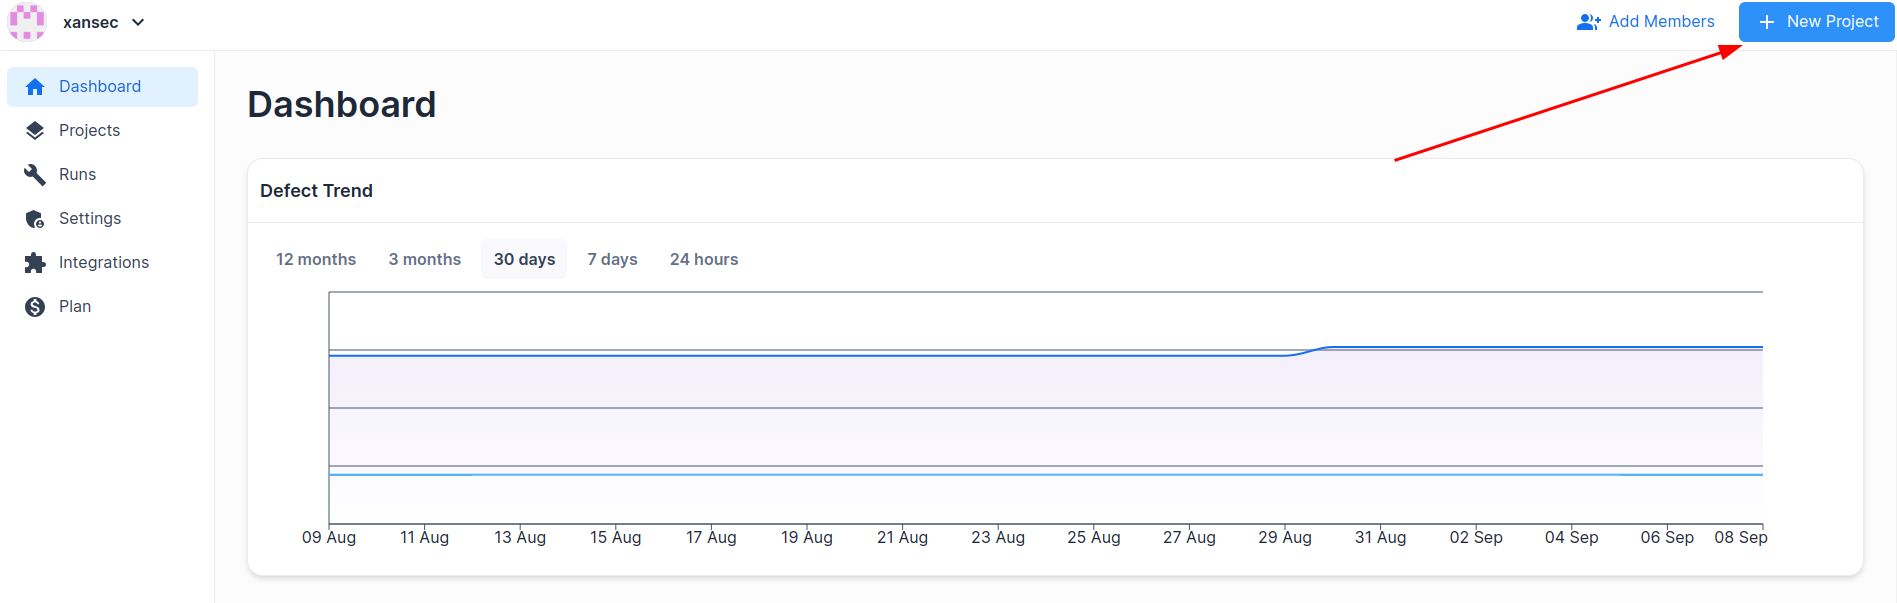 xansec
Add Members
New Project
Dashboard
Projects
Runs
Settings
Integrations
Plan
Dashboard
Defect Trend
12 months 3 months 30 days 7 days 24 hours
09 Aug 11 Aug 13 Aug 15 Aug 17 Aug 19 Aug 21 Aug 23 Aug 25 Aug 27 Aug 29 Aug 31 Aug 02 Sep 04 Sep 06 Sep 08 Sep